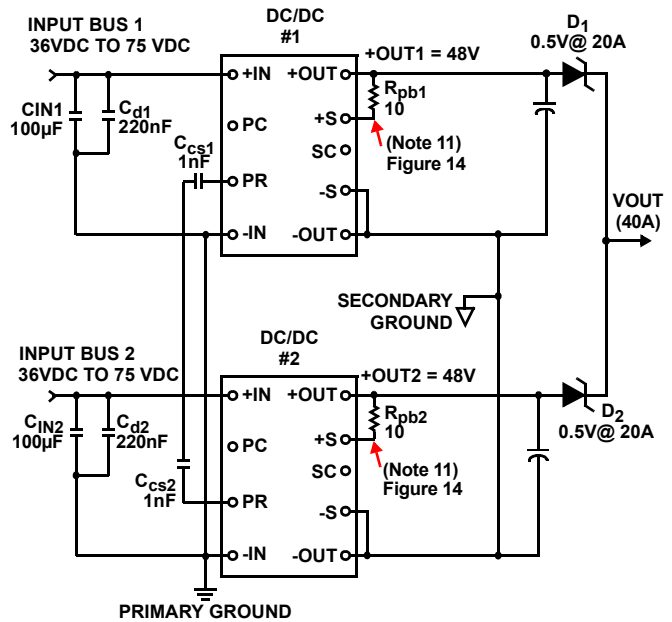 INPUT BUS 1
36VDC TO 75 VDC
CIN1
100µF
Cd1
220nF
Ccs1
1nF
DC/DC
#1
+IN
PC
PR
-IN
+OUT
+S
SC
-S
-OUT
+OUT1 = 48V
Rpb1
10
(Note 11)
Figure 14
D1
0.5V@ 20A
VOUT
(40A)
SECONDARY
GROUND
INPUT BUS 2
36VDC TO 75 VDC
CIN2
100µF
Cd2
220nF
Ccs2
1nF
DC/DC
#2
+IN
PC
PR
-IN
+OUT
+S
SC
-S
-OUT
+OUT2 = 48V
Rpb2
10
(Note 11)
Figure 14
D2
0.5V@ 20A
PRIMARY GROUND